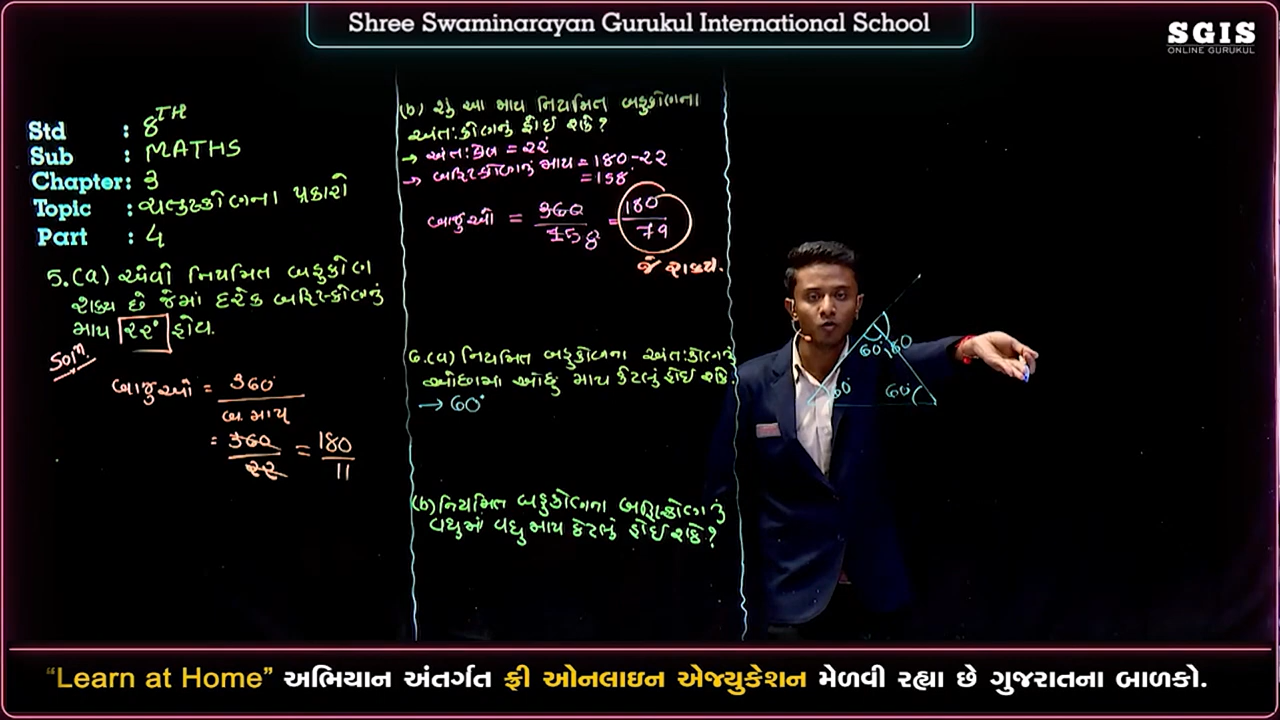 Shree Swaminarayan Gurukul International School
SGIS
ONLINE GURUKUL
Std : 8TH
Sub : MATHS
Chapter: 3
Topic : ચતુષ્કોણના પ્રકારો
Part : 4
5.(a) એવો નિયમિત બહુકોણ
શક્ય છે જેમાં દરેક બહિષ્કોણનું
માપ ૨૨° હોય.
Solⁿ.
બાજુઓ = 360°
બ. માપ
= 360 / ૨૨ = 180 / 11
(b) શું આ માપ નિયમિત બહુકોણના
અંત:કોણનું હોઈ શકે?
→ અંત:કોણ = ૨૨°
→ બહિષ્કોણનું માપ = 180-22
= 158°
બાજુઓ = 360 / 158 = 180 / 79
6.(a) નિયમિત બહુકોણના અંત:કોણનું
ઓછામાં ઓછું માપ કેટલું હોઈ શકે.
→ 60°
(b) નિયમિત બહુકોણના બહિષ્કોણનું
વધુમાં વધુ માપ કેટલું હોઈ શકે?
60° 180
60° 60°
“Learn at Home” અભિયાન અંતર્ગત ફ્રી ઓનલાઇન એજ્યુકેશન મેળવી રહ્યા છે ગુજરાતના બાળકો.